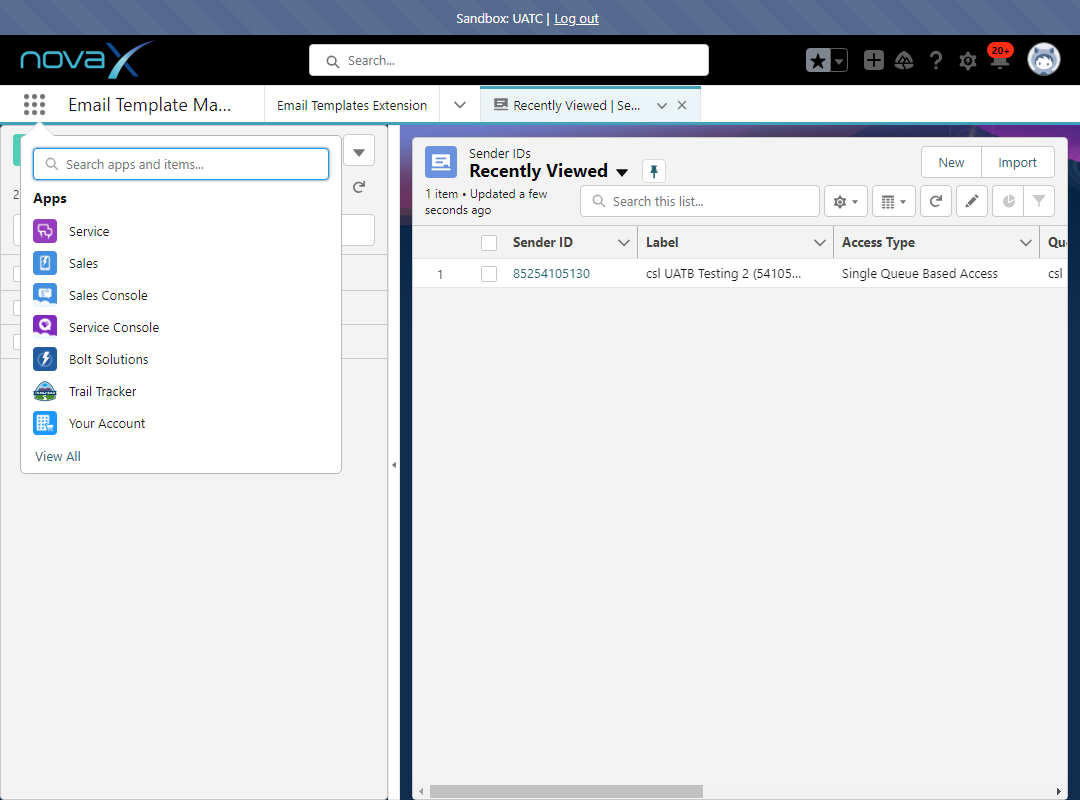 Sandbox: UATC | Log out
novaX
Search...
20+
Email Template Ma...
Email Templates Extension
Recently Viewed | Se...
Search apps and items...
Apps
Service
Sales
Sales Console
Service Console
Bolt Solutions
Trail Tracker
Your Account
View All
2
Sender IDs
Recently Viewed
New
Import
1 item • Updated a few
seconds ago
Search this list...
Sender ID
Label
Access Type
Qu
1
85254105130
csl UATB Testing 2 (54105...
Single Queue Based Access
csl